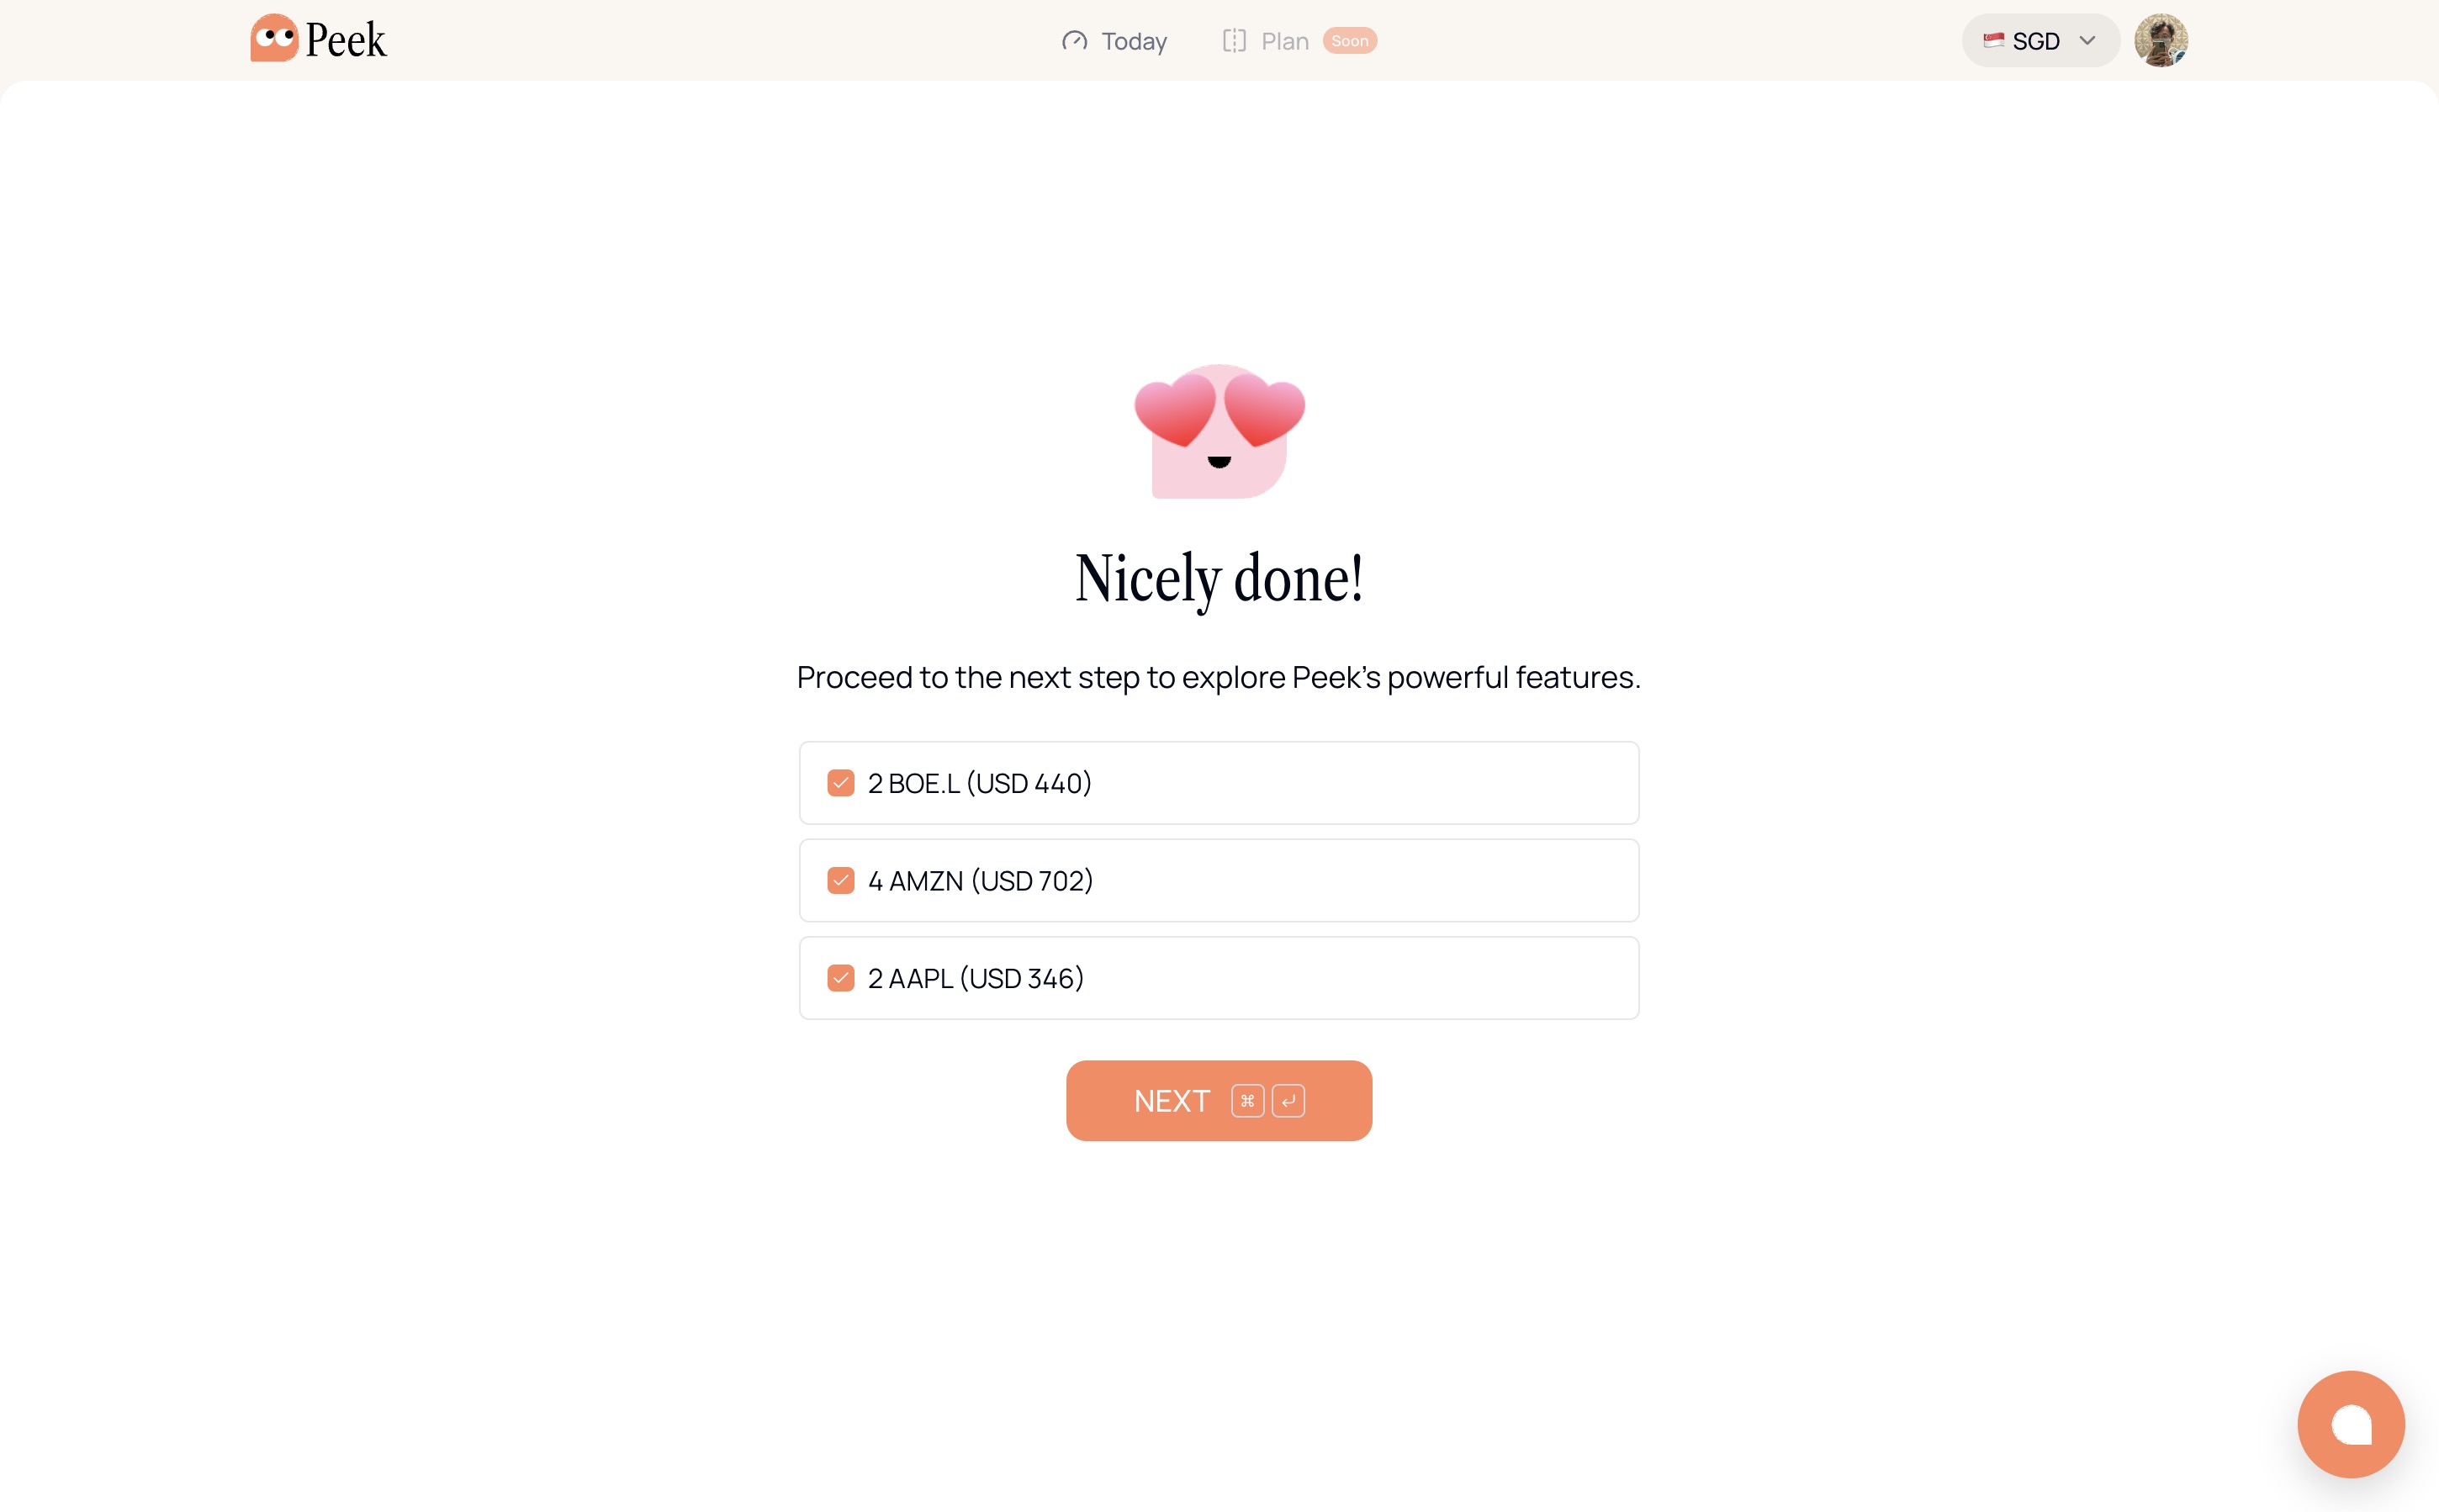 Peek
Today
Plan
Soon
SGD
Nicely done!
Proceed to the next step to explore Peek’s powerful features.
2 BOE.L (USD 440)
4 AMZN (USD 702)
2 AAPL (USD 346)
NEXT ⌘ ↵